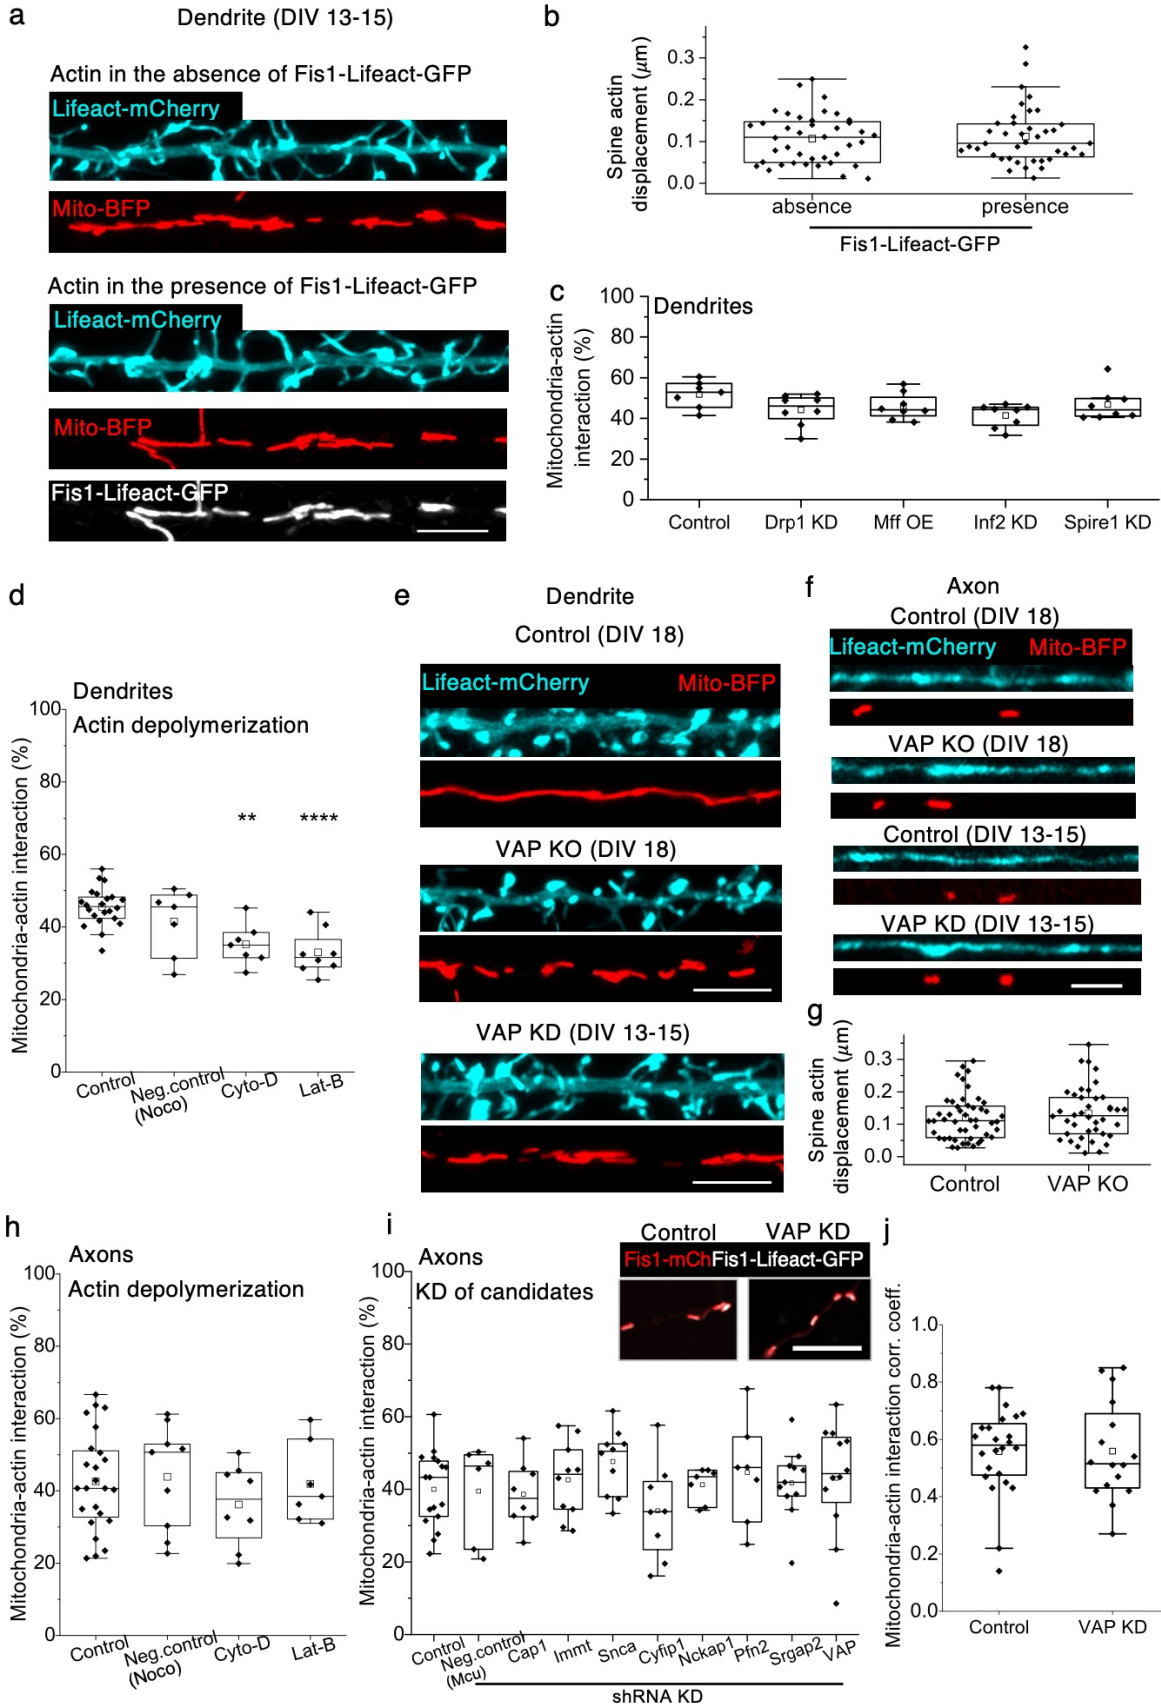 a
Dendrite (DIV 13-15)
Actin in the absence of Fis1-Lifeact-GFP
Lifeact-mCherry
Mito-BFP
Actin in the presence of Fis1-Lifeact-GFP
Lifeact-mCherry
Mito-BFP
Fis1-Lifeact-GFP
b
Spine actin
displacement (μm)
0.3
0.2
0.1
0.0
absence
presence
Fis1-Lifeact-GFP
c
Dendrites
Mitochondria-actin
interaction (%)
100
80
60
40
20
0
Control
Drp1 KD
Mff OE
Inf2 KD
Spire1 KD
d
Dendrites
Actin depolymerization
Mitochondria-actin interaction (%)
100
80
60
40
20
0
**
****
Control
Neg.control
(Noco)
Cyto-D
Lat-B
e
Dendrite
Control (DIV 18)
Lifeact-mCherry
Mito-BFP
VAP KO (DIV 18)
VAP KD (DIV 13-15)
f
Axon
Control (DIV 18)
Lifeact-mCherry
Mito-BFP
VAP KO (DIV 18)
Control (DIV 13-15)
VAP KD (DIV 13-15)
g
Spine actin
displacement (μm)
0.3
0.2
0.1
0.0
Control
VAP KO
h
Axons
Actin depolymerization
Mitochondria-actin interaction (%)
100
80
60
40
20
0
Control
Neg.control
(Noco)
Cyto-D
Lat-B
i
Axons
KD of candidates
Control
VAP KD
Fis1-mCh
Fis1-Lifeact-GFP
Mitochondria-actin interaction (%)
100
80
60
40
20
0
Control
Neg.control
(Mcu)
Cap1
Immt
Snca
Cyfip1
Nckap1
Pfn2
Srgap2
VAP
shRNA KD
j
Mitochondria-actin interaction corr. coeff.
1.0
0.8
0.6
0.4
0.2
0.0
Control
VAP KD